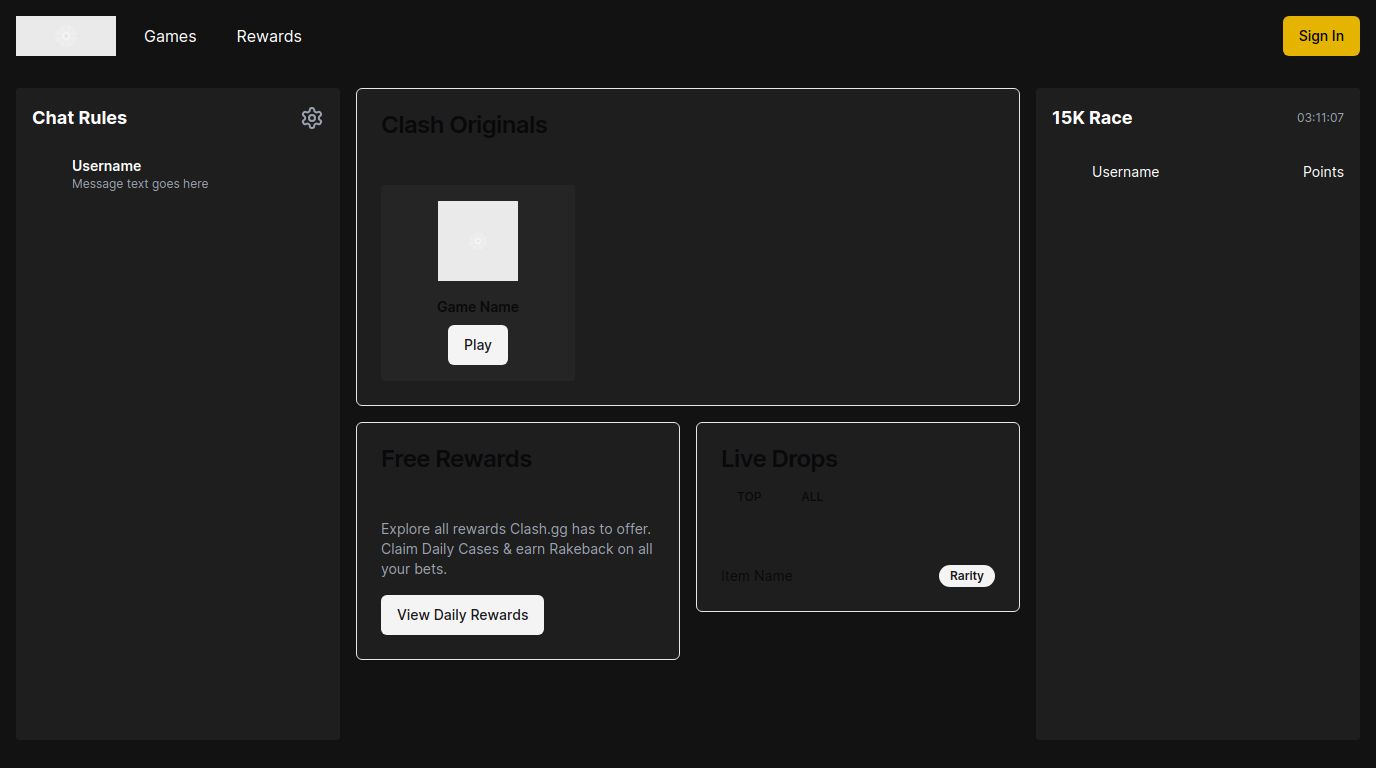 Games
Rewards
Sign In
Chat Rules
Username
Message text goes here
Clash Originals
Game Name
Play
Free Rewards
Explore all rewards Clash.gg has to offer.
Claim Daily Cases & earn Rakeback on all
your bets.
View Daily Rewards
Live Drops
TOP ALL
Item Name Rarity
15K Race 03:11:07
Username Points